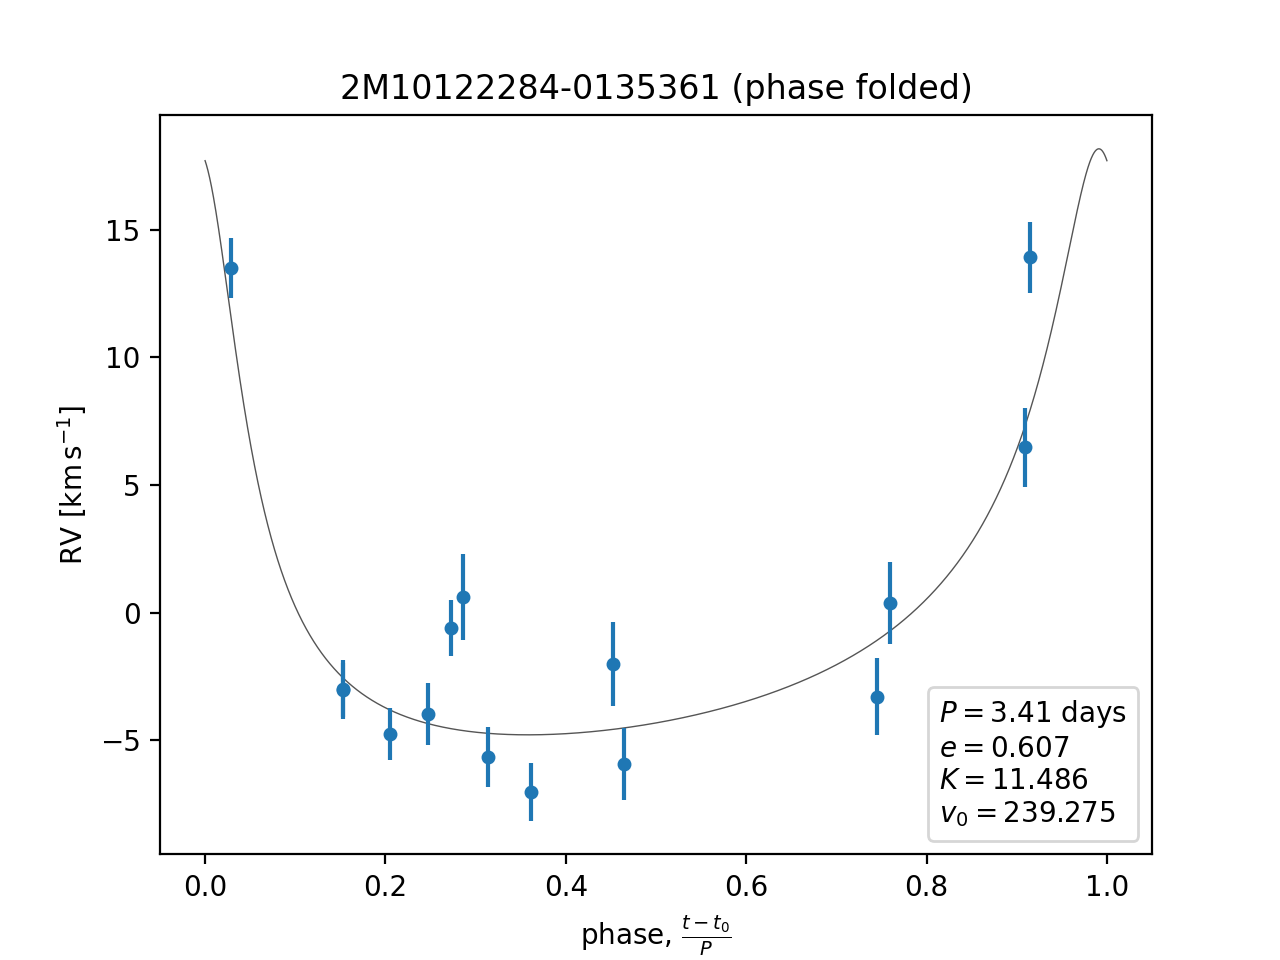 2M10122284-0135361 (phase folded)
RV [km s⁻¹]
15
10
5
0
−5
P = 3.41 days
e = 0.607
K = 11.486
v₀ = 239.275
0.0 0.2 0.4 0.6 0.8 1.0
phase, (t − t₀)/P